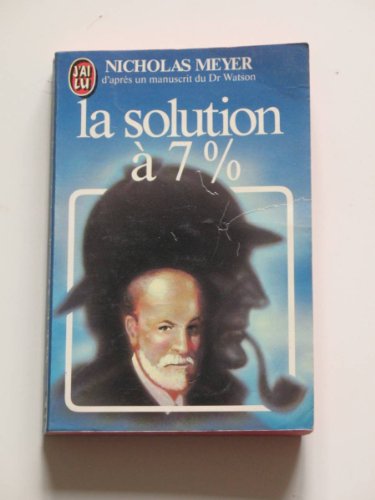 J'AI
LU
NICHOLAS MEYER
d'après un manuscrit du Dr Watson
la solution
à 7 %